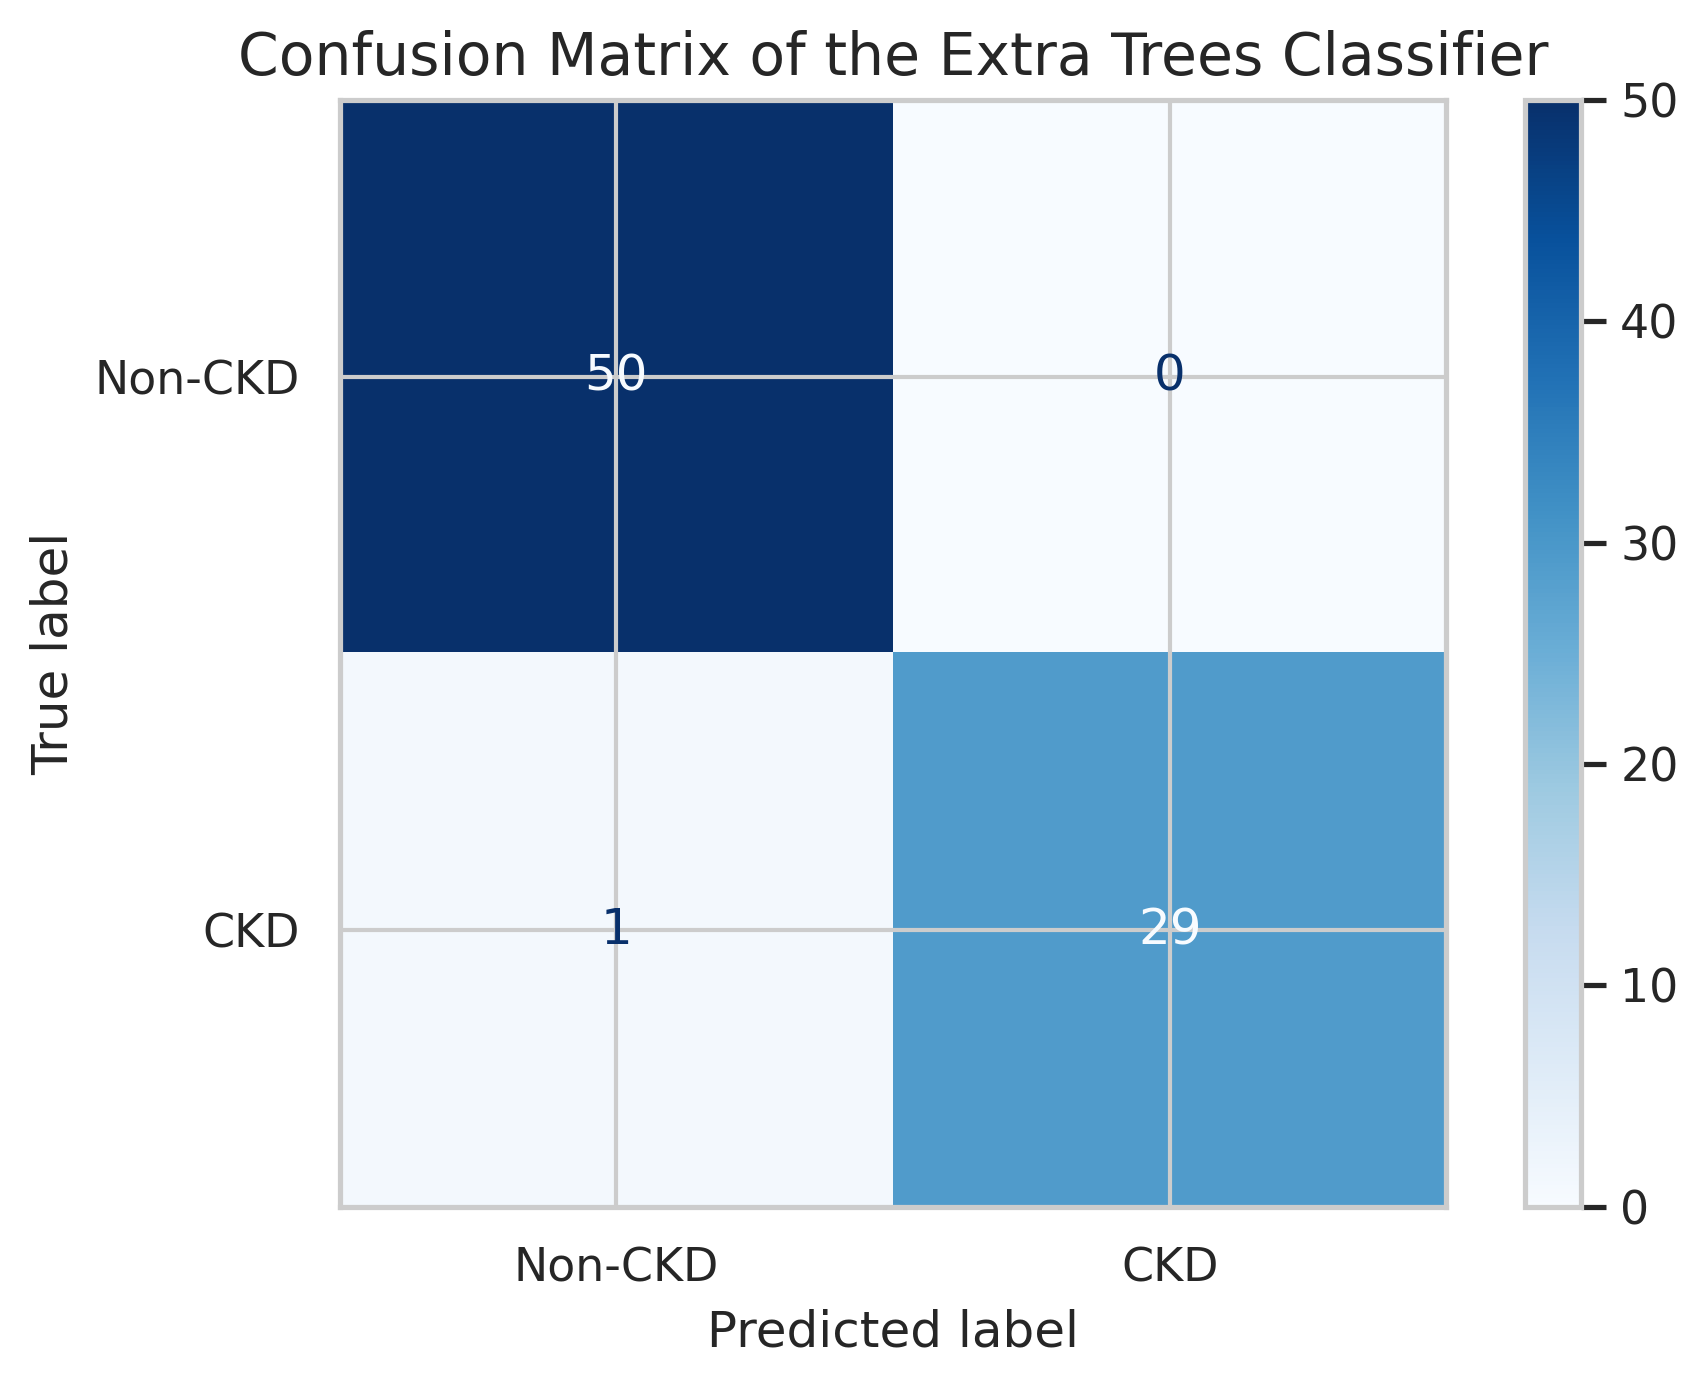 Confusion Matrix of the Extra Trees Classifier
50
40
30
20
10
0
True label
Non-CKD
50
0
CKD
1
29
Non-CKD
CKD
Predicted label